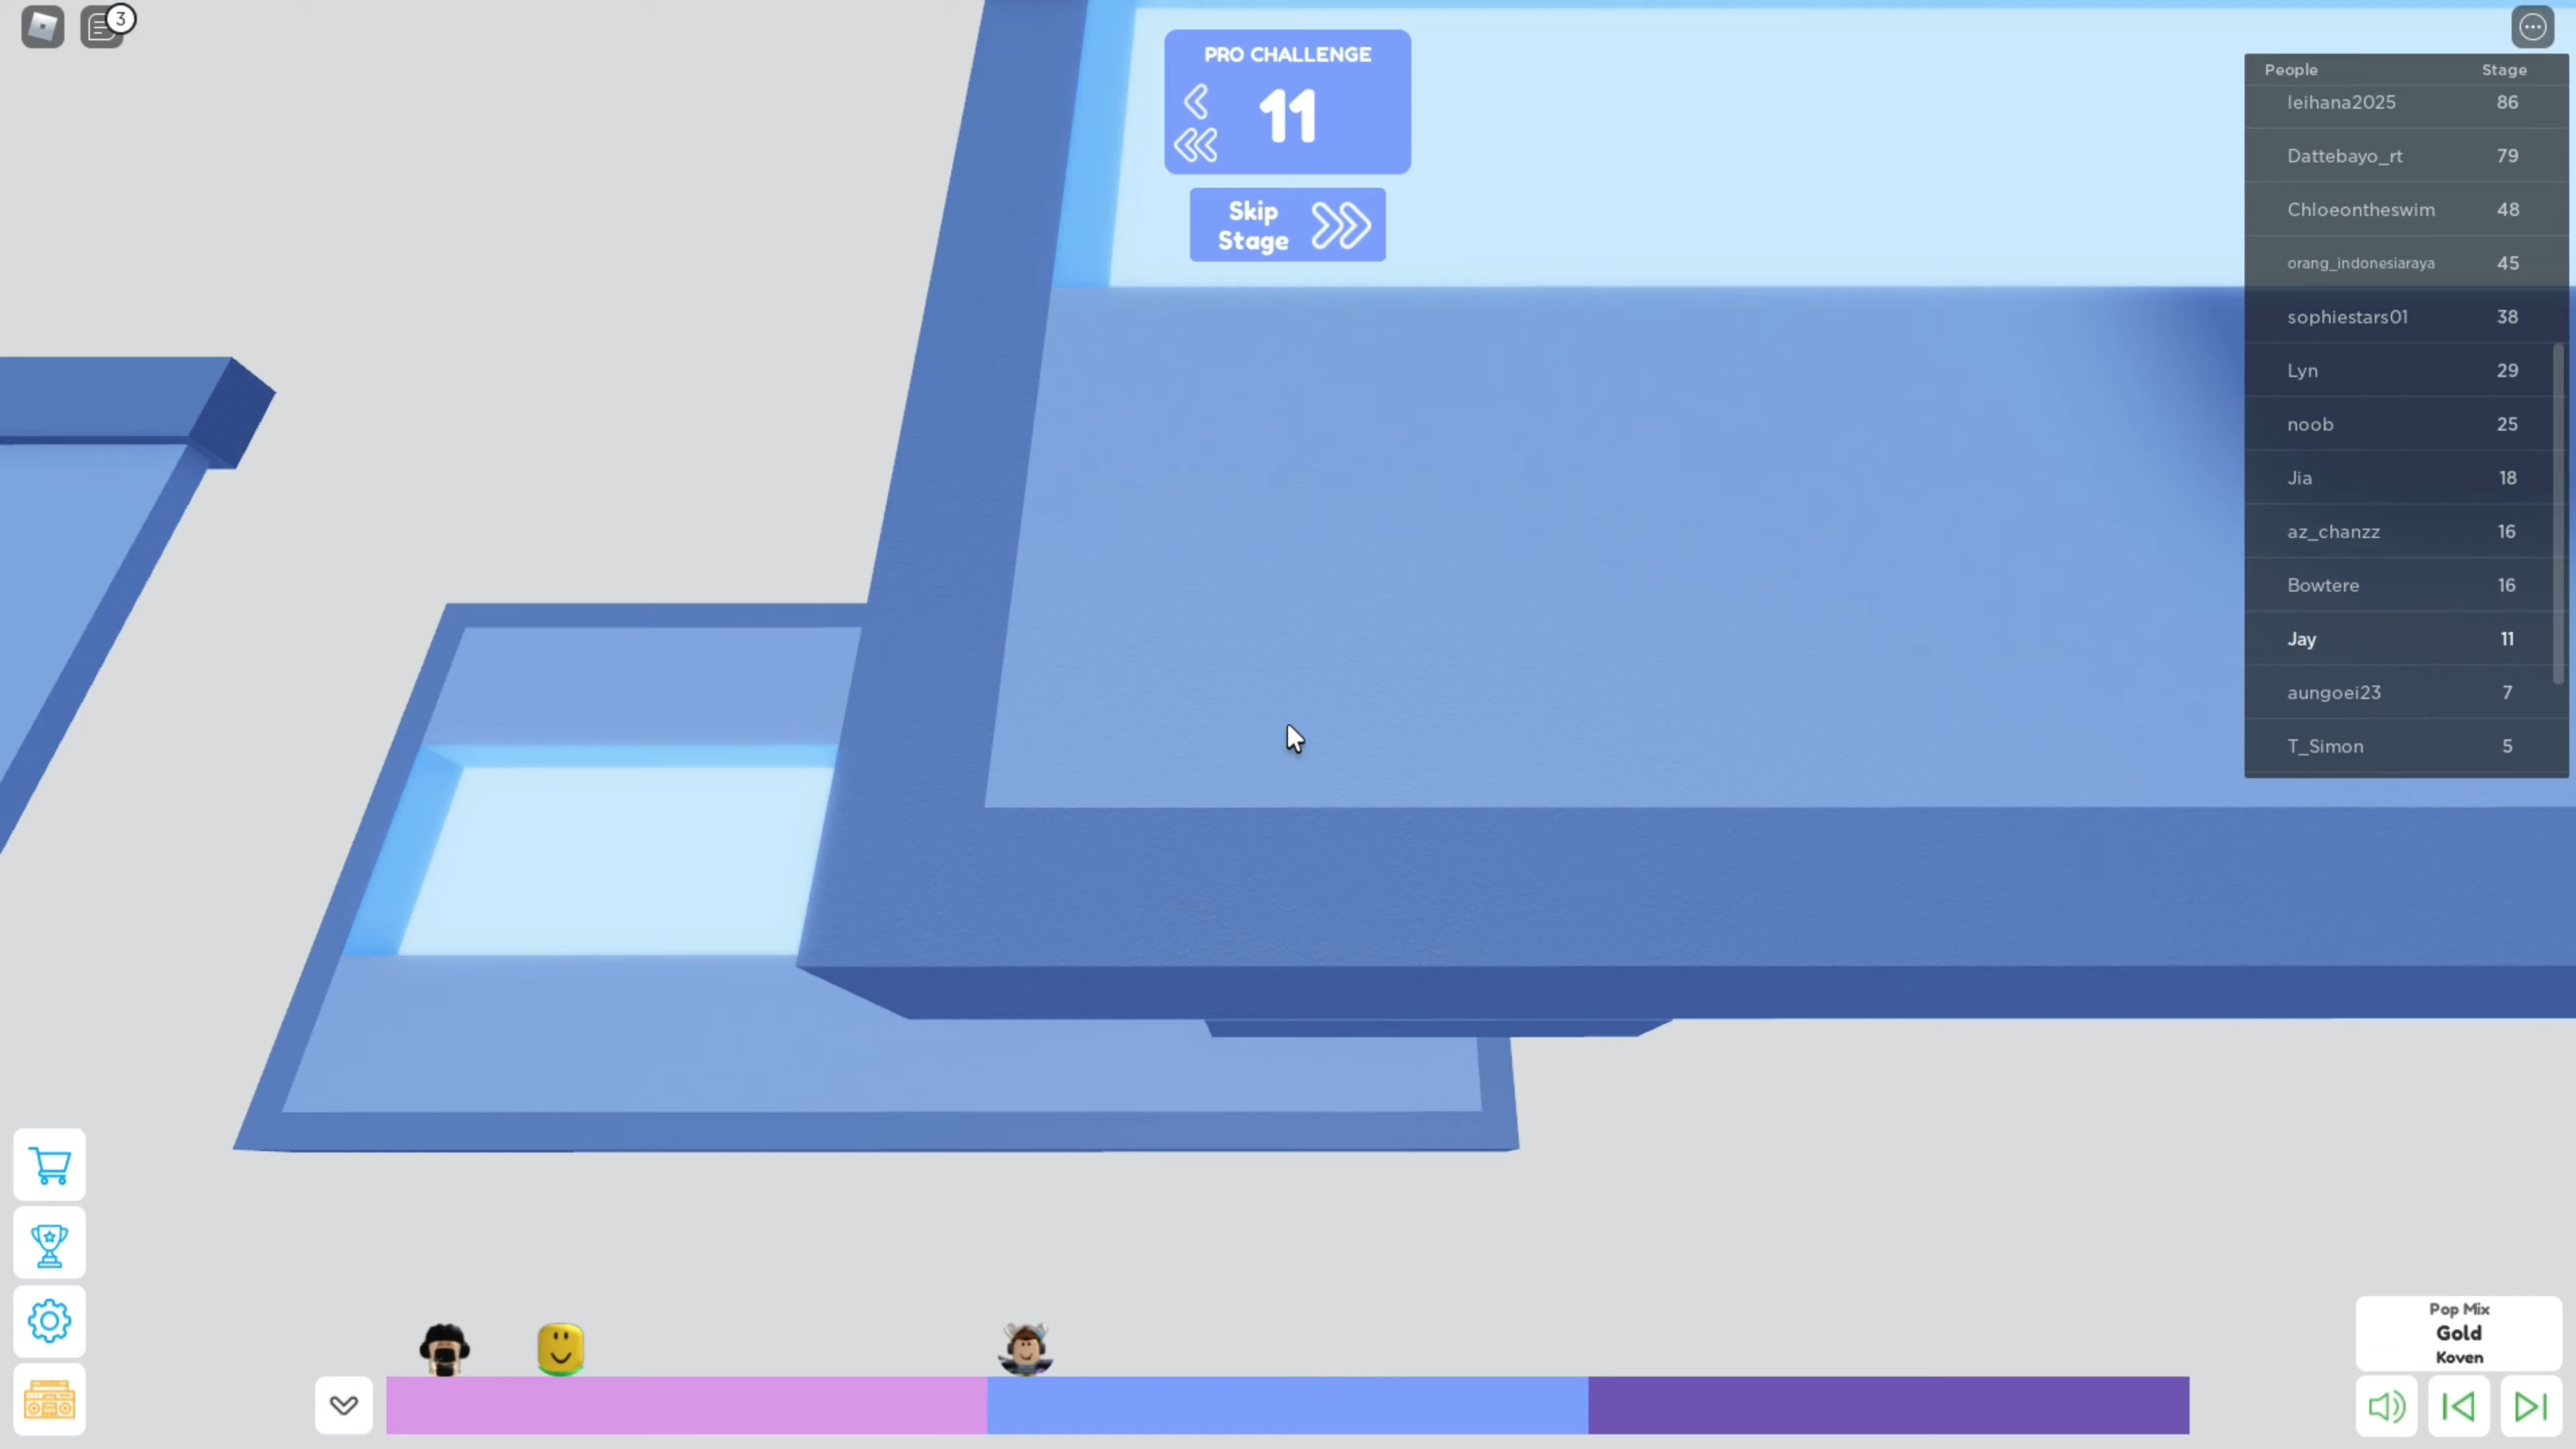 3
PRO CHALLENGE
11
Skip
Stage
People Stage
leihana2025 86
Dattebayo_rt 79
Chloeontheswim 48
orang_indonesiaraya 45
sophiestars01 38
Lyn 29
noob 25
Jia 18
az_chanzz 16
Bowtere 16
Jay 11
aungoei23 7
T_Simon 5
Pop Mix
Gold
Koven